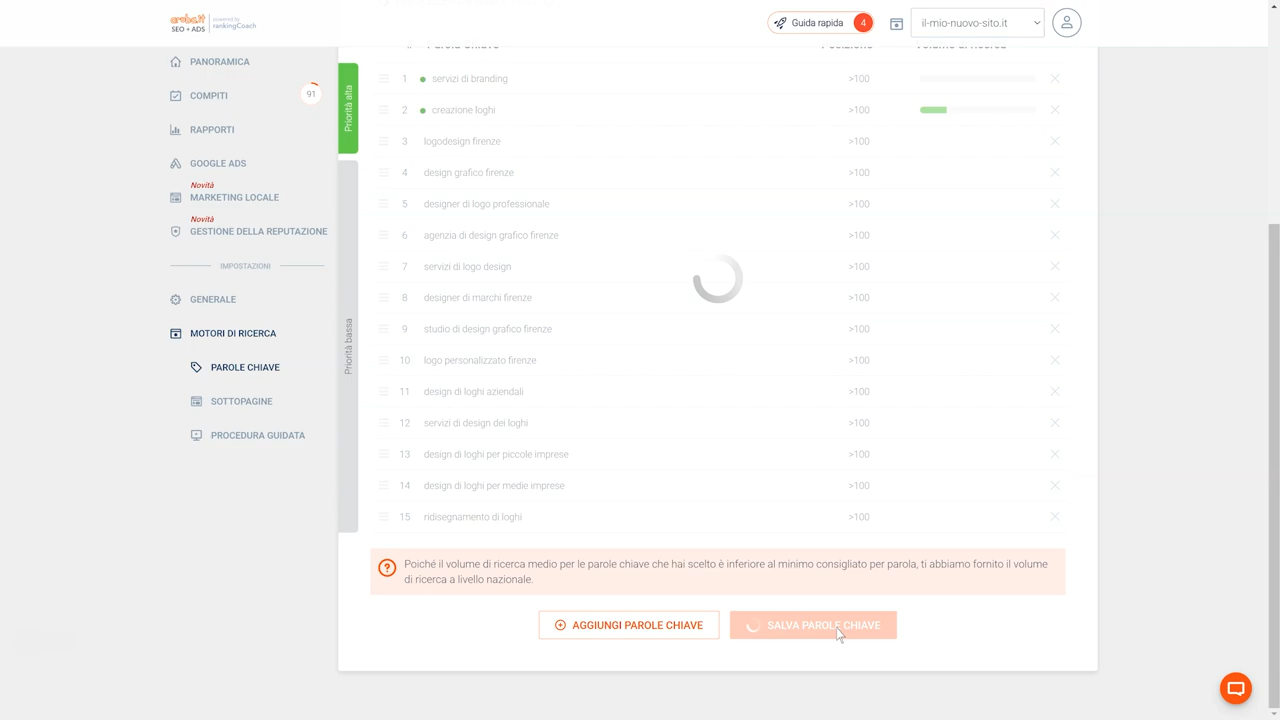 aruba.it
SEO + ADS
powered by
rankingCoach
Guida rapida
4
il-mio-nuovo-sito.it
PANORAMICA
COMPITI
91
RAPPORTI
GOOGLE ADS
Novità
MARKETING LOCALE
Novità
GESTIONE DELLA REPUTAZIONE
IMPOSTAZIONI
GENERALE
MOTORI DI RICERCA
PAROLE CHIAVE
SOTTOPAGINE
PROCEDURA GUIDATA
Priorità alta
Priorità bassa
# Parola Chiave Posizione Volume di ricerca
1 servizi di branding >100
2 creazione loghi >100
3 logodesign firenze >100
4 design grafico firenze >100
5 designer di logo professionale >100
6 agenzia di design grafico firenze >100
7 servizi di logo design >100
8 designer di marchi firenze >100
9 studio di design grafico firenze >100
10 logo personalizzato firenze >100
11 design di loghi aziendali >100
12 servizi di design dei loghi >100
13 design di loghi per piccole imprese >100
14 design di loghi per medie imprese >100
15 ridisegnamento di loghi >100
Poiché il volume di ricerca medio per le parole chiave che hai scelto è inferiore al minimo consigliato per parola, ti abbiamo fornito il volume
di ricerca a livello nazionale.
AGGIUNGI PAROLE CHIAVE
SALVA PAROLE CHIAVE